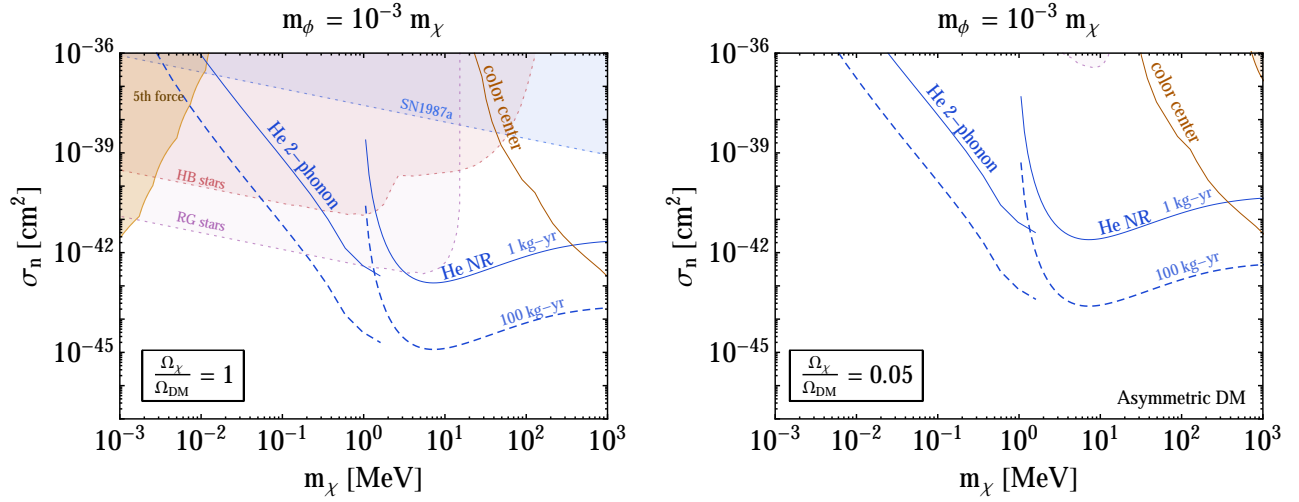 m_ϕ = 10^-3 m_χ
10^-36
10^-39
10^-42
10^-45
σ_n [cm^2]
5th force
SN1987a
color center
He 2-phonon
HB stars
RG stars
He NR
1 kg-yr
100 kg-yr
Ω_χ
Ω_DM
= 1
10^-3 10^-2 10^-1 10^0 10^1 10^2 10^3
m_χ [MeV]
m_ϕ = 10^-3 m_χ
10^-36
10^-39
10^-42
10^-45
σ_n [cm^2]
color center
He 2-phonon
He NR
1 kg-yr
100 kg-yr
Ω_χ
Ω_DM
= 0.05
Asymmetric DM
10^-3 10^-2 10^-1 10^0 10^1 10^2 10^3
m_χ [MeV]